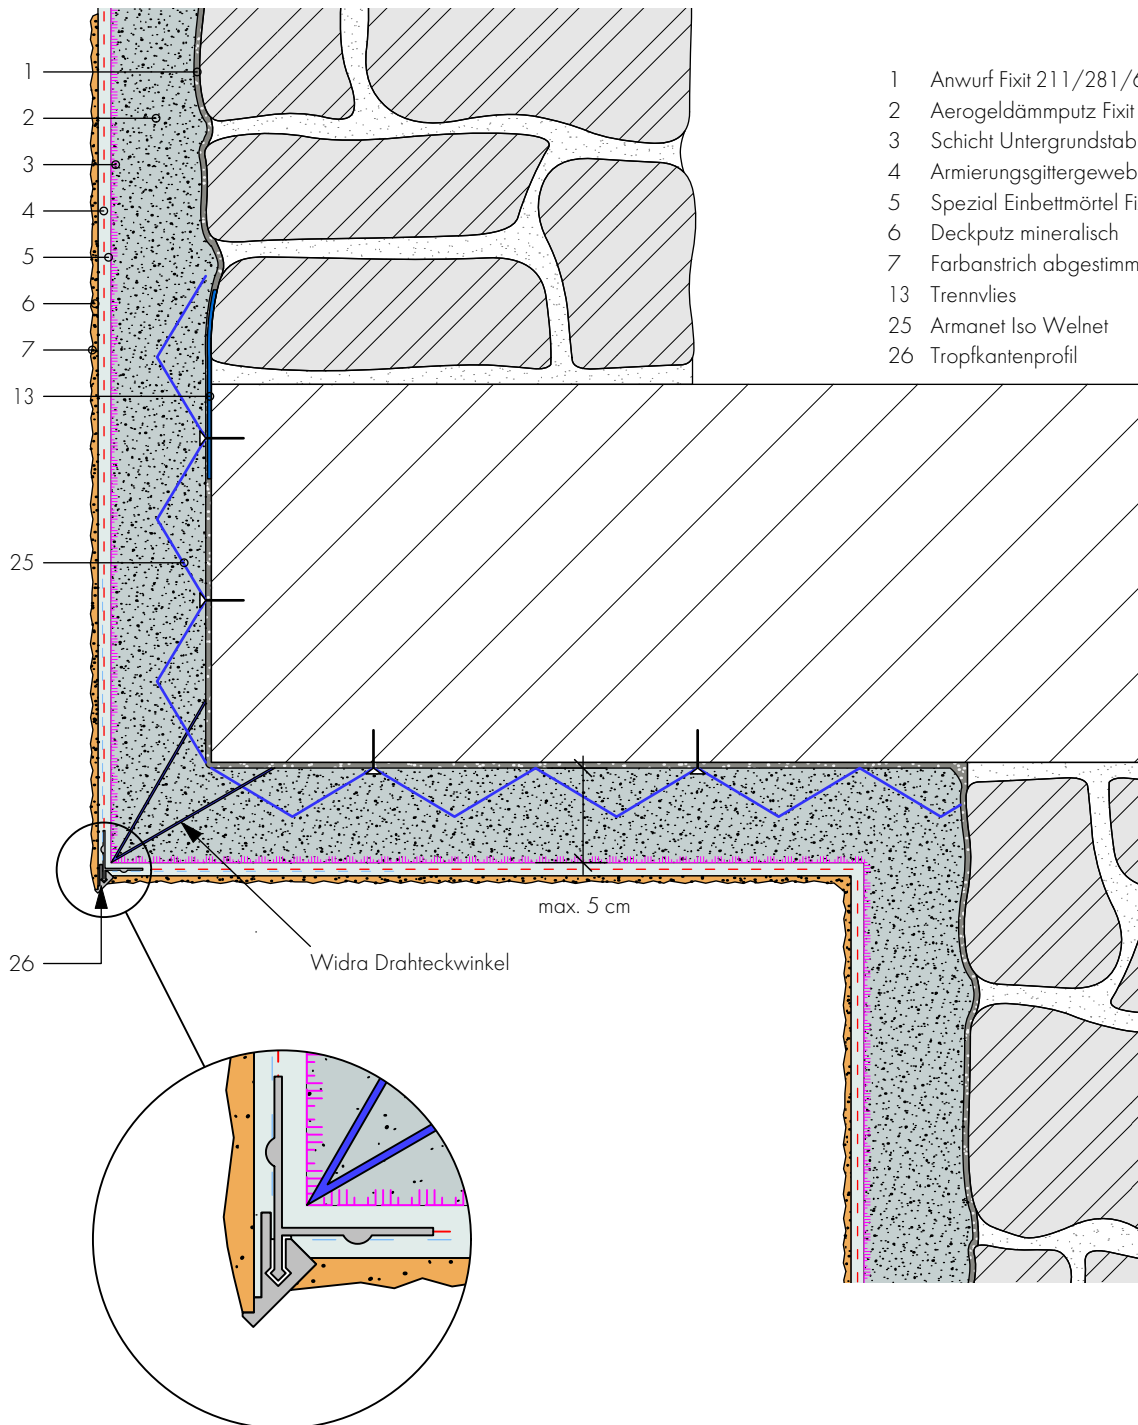 1 Anwurf Fixit 211/281/6
2 Aerogeldämmputz Fixit
3 Schicht Untergrundstab
4 Armierungsgittergeweb
5 Spezial Einbettmörtel Fi
6 Deckputz mineralisch
7 Farbanstrich abgestimm
13 Trennvlies
25 Armanet Iso Welnet
26 Tropfkantenprofil
1
2
3
4
5
6
7
13
25
max. 5 cm
26
Widra Drahteckwinkel